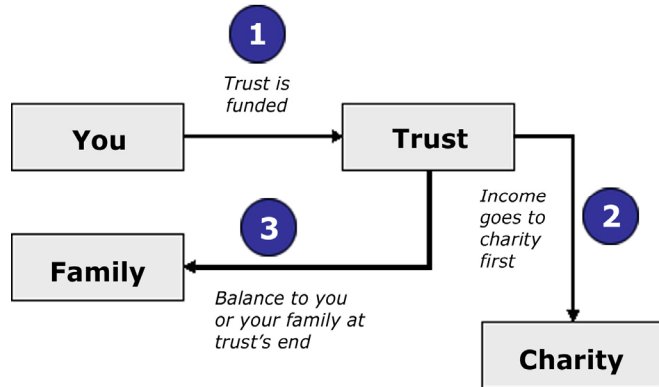 1
Trust is
funded
You
Trust
Income
goes to
charity
first
2
3
Family
Balance to you
or your family at
trust's end
Charity